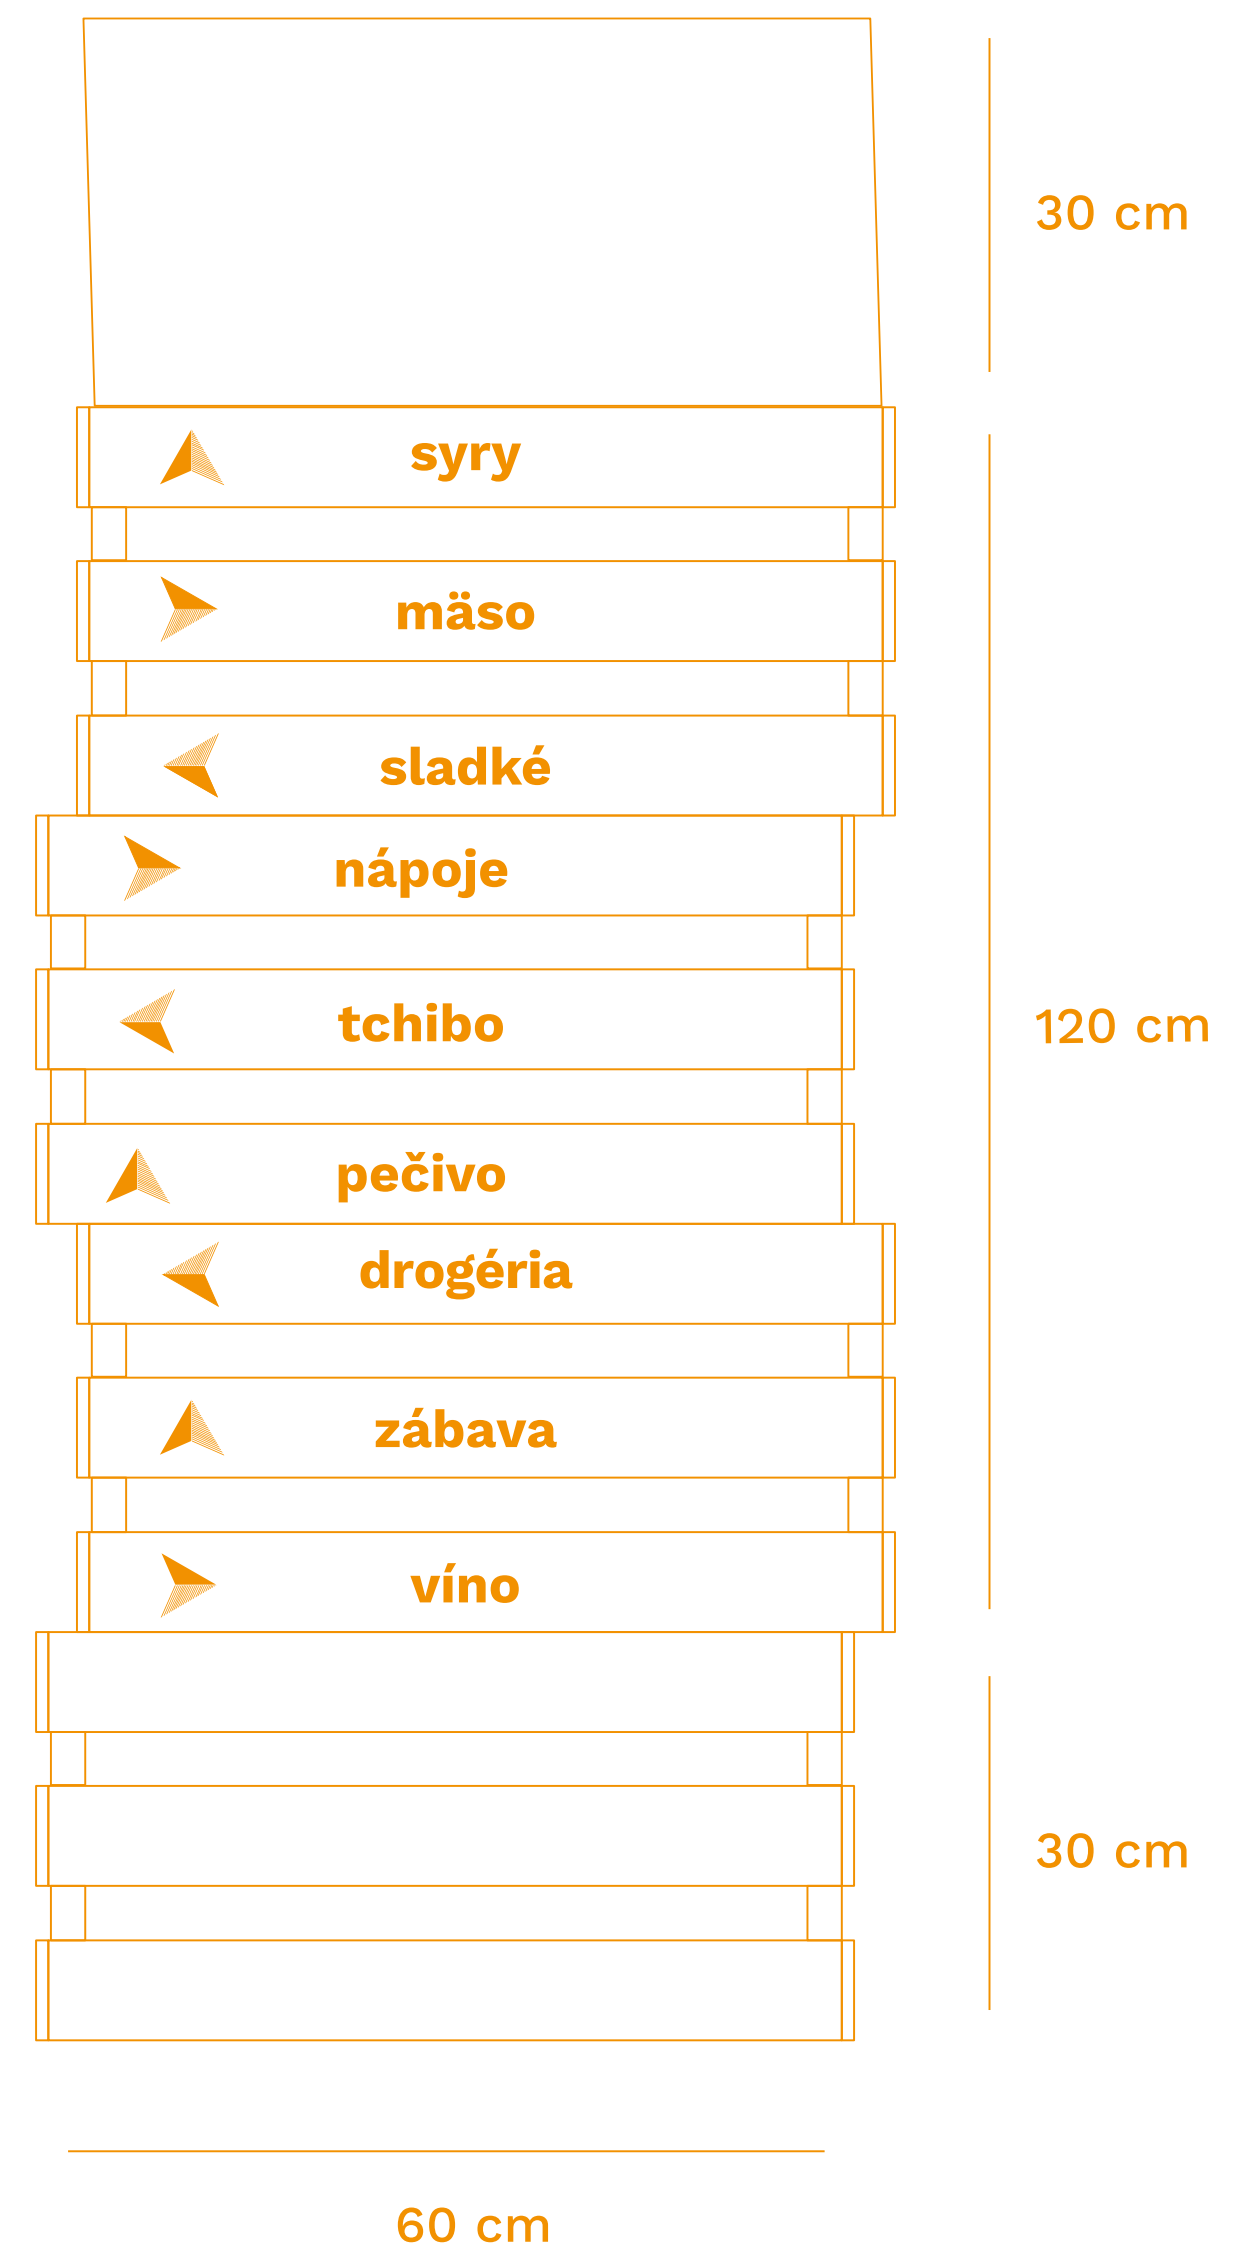 30 cm
syry
mäso
sladké
nápoje
tchibo
120 cm
pečivo
drogéria
zábava
víno
30 cm
60 cm